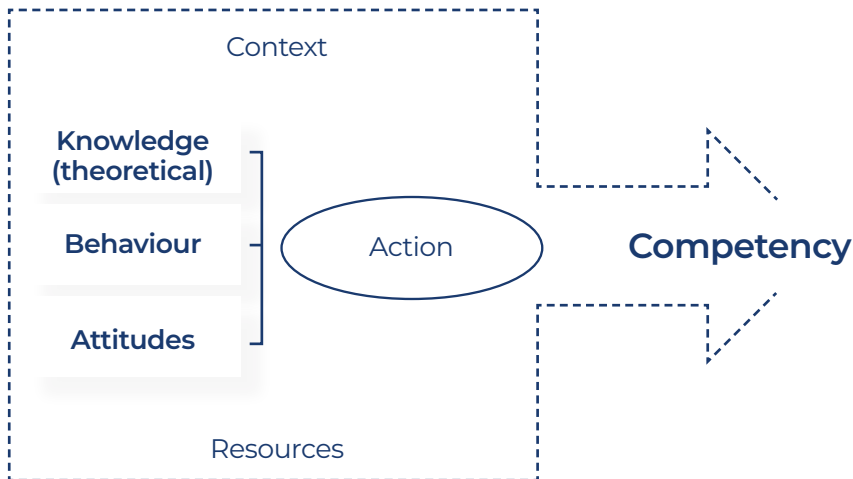 Context
Knowledge
(theoretical)
Behaviour
Action
Competency
Attitudes
Resources